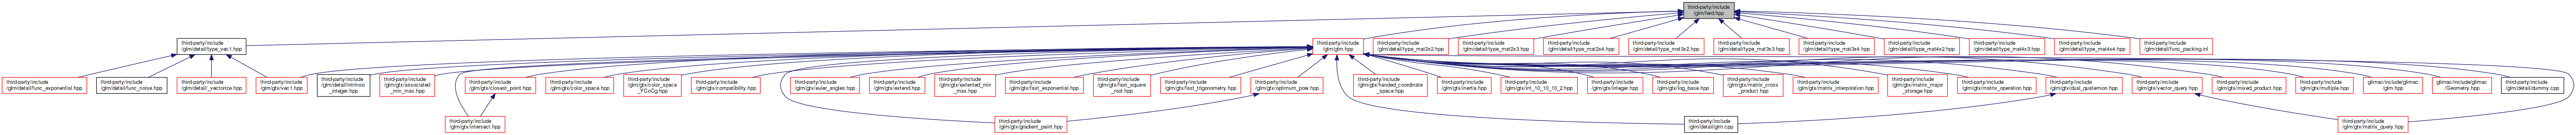 third-party/include
/glm/fwd.hpp
third-party/include
/glm/detail/type_vec1.hpp
third-party/include
/glm/glm.hpp
third-party/include
/glm/detail/type_mat2x2.hpp
third-party/include
/glm/detail/type_mat2x3.hpp
third-party/include
/glm/detail/type_mat2x4.hpp
third-party/include
/glm/detail/type_mat3x2.hpp
third-party/include
/glm/detail/type_mat3x3.hpp
third-party/include
/glm/detail/type_mat3x4.hpp
third-party/include
/glm/detail/type_mat4x2.hpp
third-party/include
/glm/detail/type_mat4x3.hpp
third-party/include
/glm/detail/type_mat4x4.hpp
third-party/include
/glm/detail/func_packing.inl
third-party/include
/glm/detail/func_exponential.hpp
third-party/include
/glm/detail/func_noise.hpp
third-party/include
/glm/detail/_vectorize.hpp
third-party/include
/glm/gtx/vec1.hpp
third-party/include
/glm/detail/intrinsic
_integer.hpp
third-party/include
/glm/gtx/associated
_min_max.hpp
third-party/include
/glm/gtx/closest_point.hpp
third-party/include
/glm/gtx/color_space.hpp
third-party/include
/glm/gtx/color_space
_YCoCg.hpp
third-party/include
/glm/gtx/compatibility.hpp
third-party/include
/glm/gtx/euler_angles.hpp
third-party/include
/glm/gtx/extend.hpp
third-party/include
/glm/gtx/extented_min
_max.hpp
third-party/include
/glm/gtx/fast_exponential.hpp
third-party/include
/glm/gtx/fast_square
_root.hpp
third-party/include
/glm/gtx/fast_trigonometry.hpp
third-party/include
/glm/gtx/optimum_pow.hpp
third-party/include
/glm/gtx/handed_coordinate
_space.hpp
third-party/include
/glm/gtx/inertia.hpp
third-party/include
/glm/gtx/int_10_10_10_2.hpp
third-party/include
/glm/gtx/integer.hpp
third-party/include
/glm/gtx/log_base.hpp
third-party/include
/glm/gtx/matrix_cross
_product.hpp
third-party/include
/glm/gtx/matrix_interpolation.hpp
third-party/include
/glm/gtx/matrix_major
_storage.hpp
third-party/include
/glm/gtx/matrix_operation.hpp
third-party/include
/glm/gtx/dual_quaternion.hpp
third-party/include
/glm/gtx/vector_query.hpp
third-party/include
/glm/gtx/mixed_product.hpp
third-party/include
/glm/gtx/multiple.hpp
glimac/include/glimac
/glm.hpp
glimac/include/glimac
/Geometry.hpp
third-party/include
/glm/detail/dummy.cpp
third-party/include
/glm/gtx/intersect.hpp
third-party/include
/glm/gtx/gradient_paint.hpp
third-party/include
/glm/detail/glm.cpp
third-party/include
/glm/gtx/matrix_query.hpp